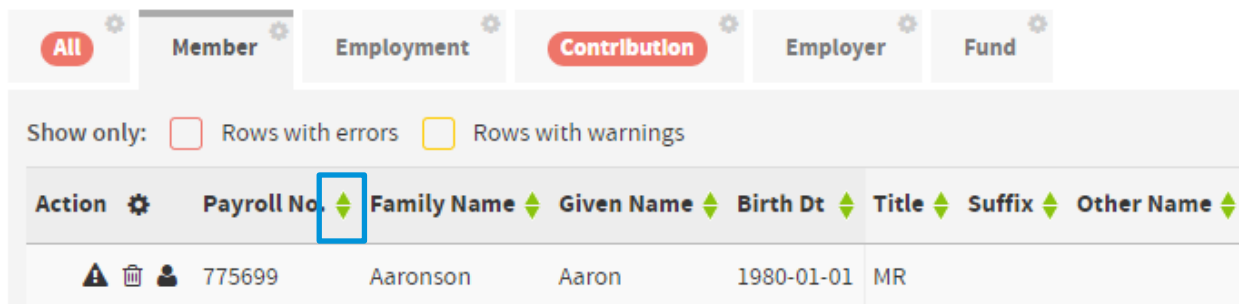 All Member Employment Contribution Employer Fund
Show only: Rows with errors Rows with warnings
Action Payroll No. Family Name Given Name Birth Dt Title Suffix Other Name
775699 Aaronson Aaron 1980-01-01 MR